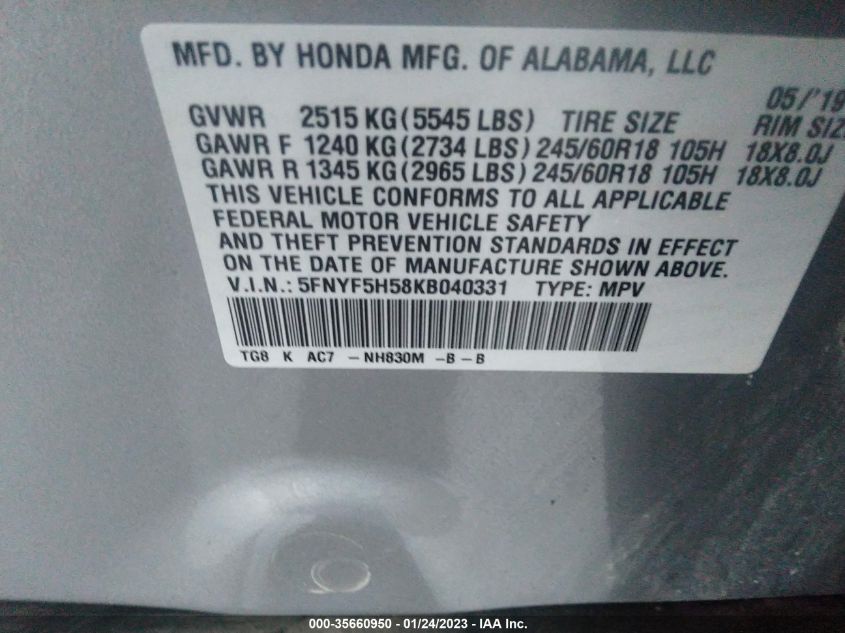 MFD. BY HONDA MFG. OF ALABAMA, LLC
05/'19
GVWR 2515 KG (5545 LBS) TIRE SIZE RIM
GAWR F 1240 KG (2734 LBS) 245/60R18 105H 18X8.0J
GAWR R 1345 KG (2965 LBS) 245/60R18 105H 18X8.0J
THIS VEHICLE CONFORMS TO ALL APPLICABLE
FEDERAL MOTOR VEHICLE SAFETY
AND THEFT PREVENTION STANDARDS IN EFFECT
ON THE DATE OF MANUFACTURE SHOWN ABOVE.
V.I.N.: 5FNYF5H58KB040331 TYPE: MPV
TG8 K AC7 - NH830M - B - B
000-35660950 - 01/24/2023 - IAA Inc.